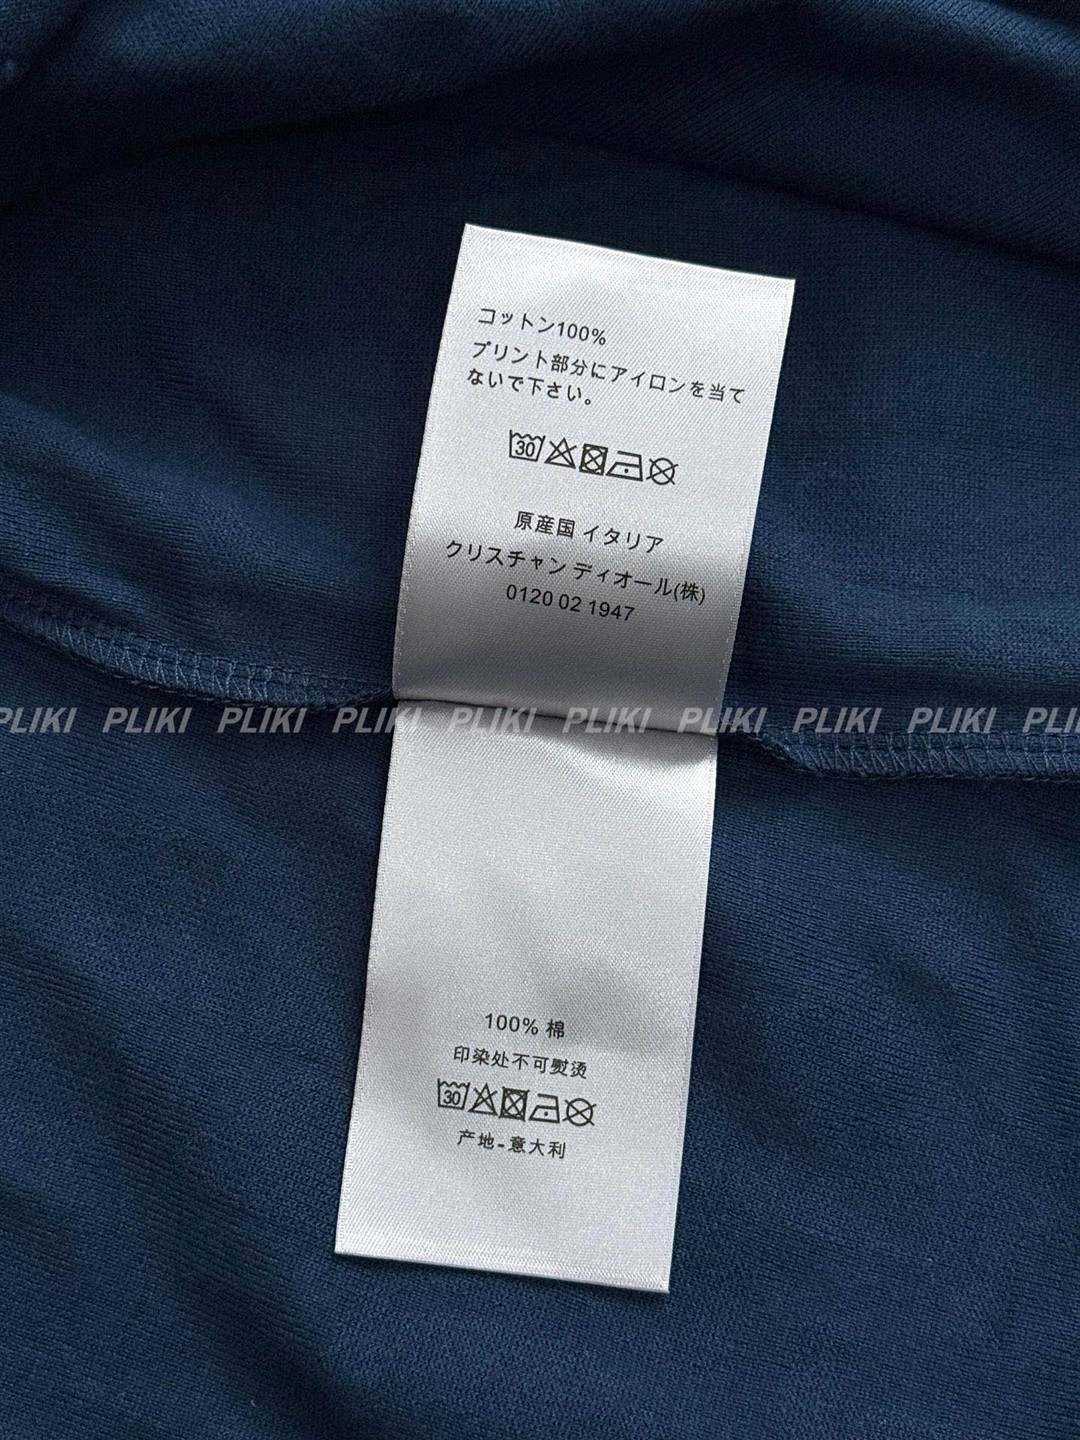 コットン100%
プリント部分にアイロンを当て
ないで下さい。
30
原産国 イタリア
クリスチャン ディオール(株)
0120 02 1947
PLIKI PLIKI PLIKI PLIKI PLIKI PLIKI PLIKI PLIKI PLIKI PLI
100% 棉
印染处不可熨烫
30
产地-意大利